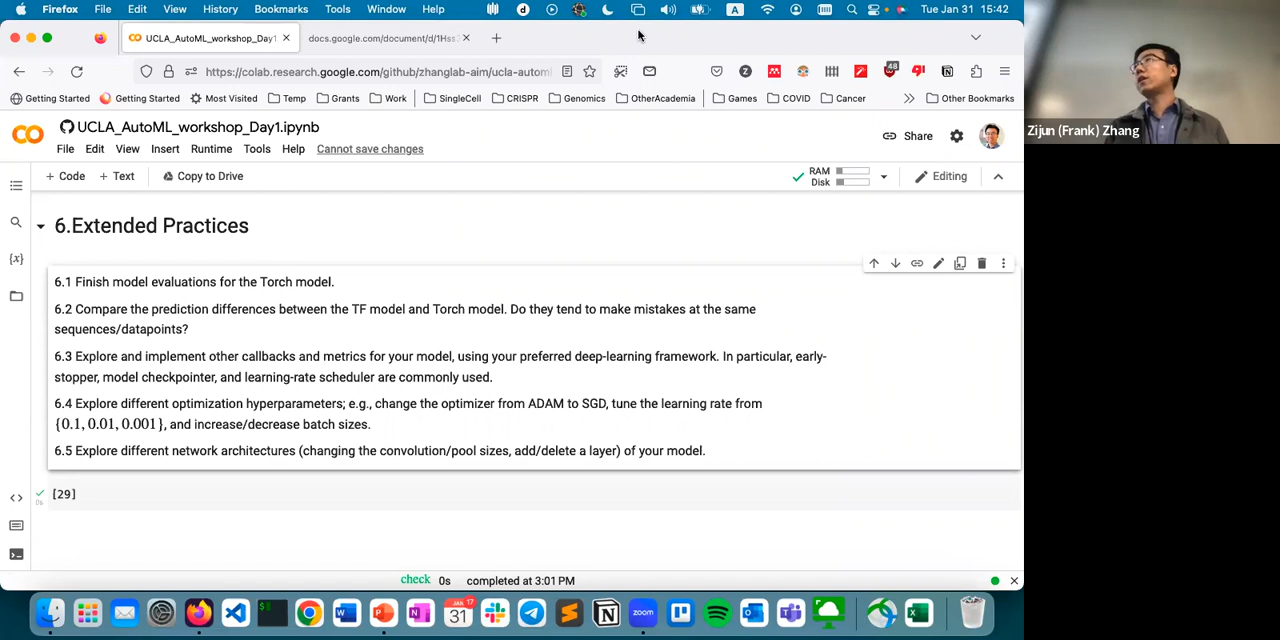 Firefox File Edit View History Bookmarks Tools Window Help Tue Jan 31 15:42
UCLA_AutoML_workshop_Day1
docs.google.com/document/d/1Hss
https://colab.research.google.com/github/zhanglab-aim/ucla-automl
48
Getting Started Getting Started Most Visited Temp Grants Work SingleCell CRISPR Genomics OtherAcademia Games COVID Cancer Other Bookmarks
UCLA_AutoML_workshop_Day1.ipynb
Share
File Edit View Insert Runtime Tools Help Cannot save changes
+ Code + Text Copy to Drive
RAM
Disk
Editing
6.Extended Practices
6.1 Finish model evaluations for the Torch model.
6.2 Compare the prediction differences between the TF model and Torch model. Do they tend to make mistakes at the same
sequences/datapoints?
6.3 Explore and implement other callbacks and metrics for your model, using your preferred deep-learning framework. In particular, early-
stopper, model checkpointer, and learning-rate scheduler are commonly used.
6.4 Explore different optimization hyperparameters; e.g., change the optimizer from ADAM to SGD, tune the learning rate from
{0.1, 0.01, 0.001}, and increase/decrease batch sizes.
6.5 Explore different network architectures (changing the convolution/pool sizes, add/delete a layer) of your model.
[29]
0s
check 0s completed at 3:01 PM
Zijun (Frank) Zhang
JAN 17
31
zoom